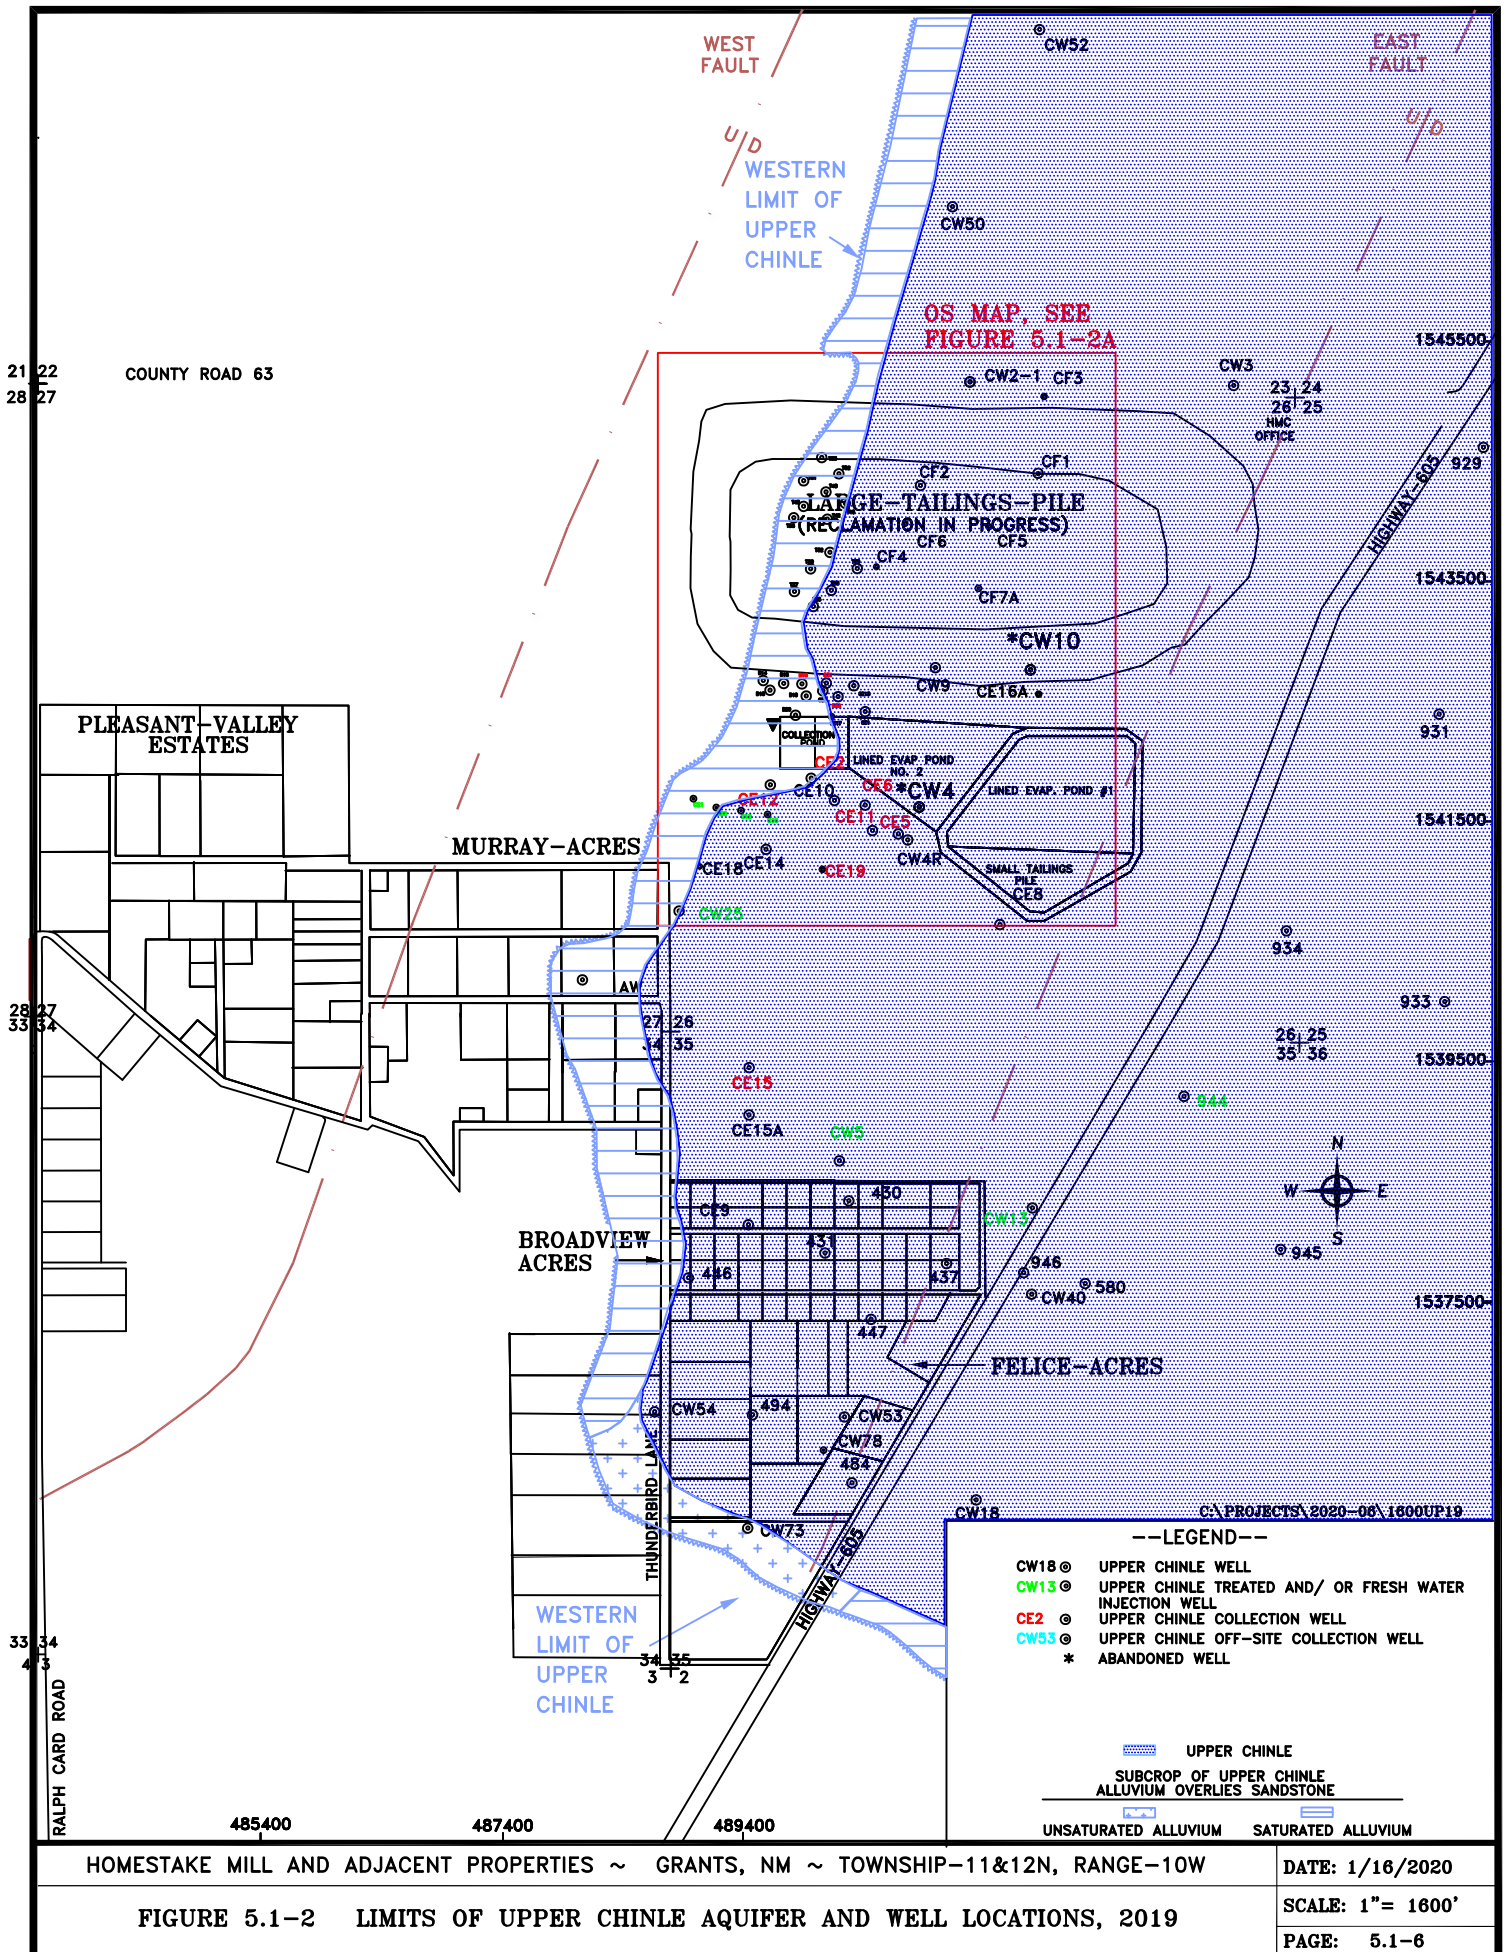 WEST
FAULT
EAST
FAULT
CW52
U/D
U/D
WESTERN
LIMIT OF
UPPER
CHINLE
CW50
OS MAP, SEE
FIGURE 5.1-2A
1545500
21 22
28 27
COUNTY ROAD 63
CW2-1
CF3
CW3
23 24
26 25
HMC
OFFICE
929
HIGHWAY-605
CF2
CF1
LARGE-TAILINGS-PILE
(RECLAMATION IN PROGRESS)
CF6
CF5
CF4
1543500
CF7A
*CW10
CW9
CE16A
PLEASANT-VALLEY
ESTATES
931
COLLECTION
POND
CE2
LINED EVAP POND
NO. 2
CE10
CE6
*CW4
LINED EVAP. POND #1
CE12
CE11
CE5
1541500
MURRAY-ACRES
CW4R
CE18
CE14
CE19
SMALL TAILINGS
PILE
CE8
CW25
934
AW
933
28 27
33 34
27 26
34 35
26 25
35 36
1539500
CE15
944
CE15A
CW5
N
W
E
S
430
CE9
CW13
BROADVIEW
ACRES
431
945
446
437
946
580
CW40
1537500
447
FELICE-ACRES
CW54
494
CW53
CW78
484
THUNDERBIRD LANE
CW18
C:\PROJECTS\2020-06\1600UP19
CW73
HIGHWAY-605
--LEGEND--
CW18 UPPER CHINLE WELL
CW13 UPPER CHINLE TREATED AND/ OR FRESH WATER
INJECTION WELL
CE2 UPPER CHINLE COLLECTION WELL
CW53 UPPER CHINLE OFF-SITE COLLECTION WELL
* ABANDONED WELL
WESTERN
LIMIT OF
UPPER
CHINLE
33 34
4 3
34 35
3 2
RALPH CARD ROAD
UPPER CHINLE
SUBCROP OF UPPER CHINLE
ALLUVIUM OVERLIES SANDSTONE
UNSATURATED ALLUVIUM SATURATED ALLUVIUM
485400
487400
489400
HOMESTAKE MILL AND ADJACENT PROPERTIES ~ GRANTS, NM ~ TOWNSHIP-11&12N, RANGE-10W
DATE: 1/16/2020
FIGURE 5.1-2 LIMITS OF UPPER CHINLE AQUIFER AND WELL LOCATIONS, 2019
SCALE: 1"= 1600'
PAGE: 5.1-6